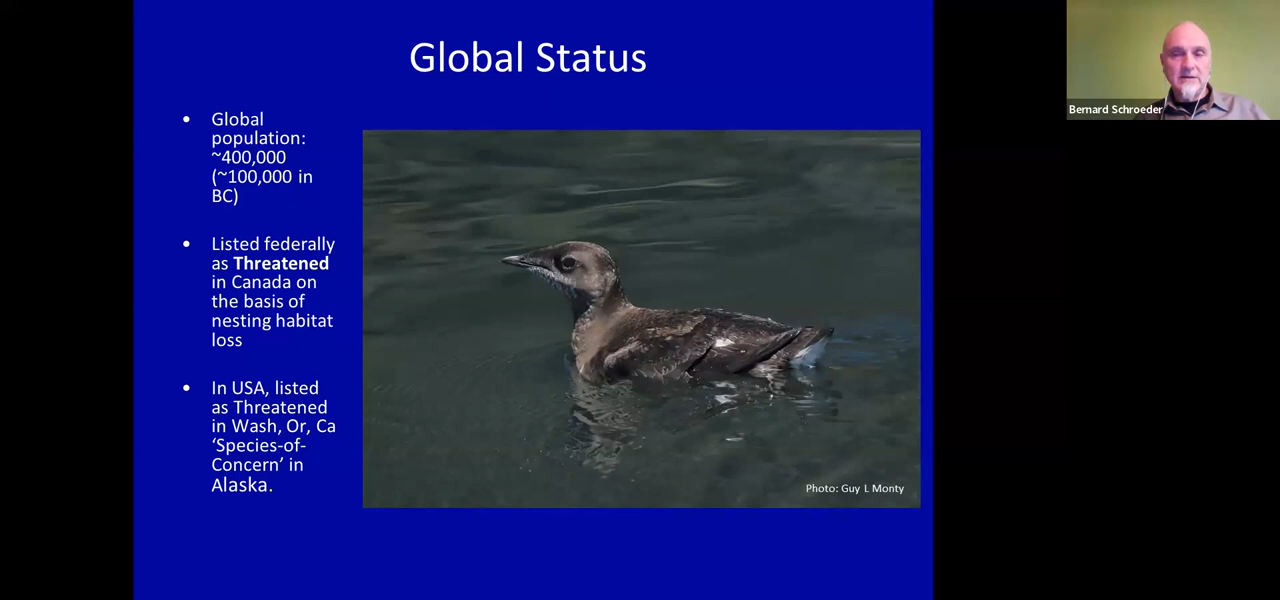 Global Status
• Global
population:
~400,000
(~100,000 in
BC)
• Listed federally
as Threatened
in Canada on
the basis of
nesting habitat
loss
• In USA, listed
as Threatened
in Wash, Or, Ca
‘Species-of-
Concern’ in
Alaska.
Photo: Guy L Monty
Bernard Schroeder